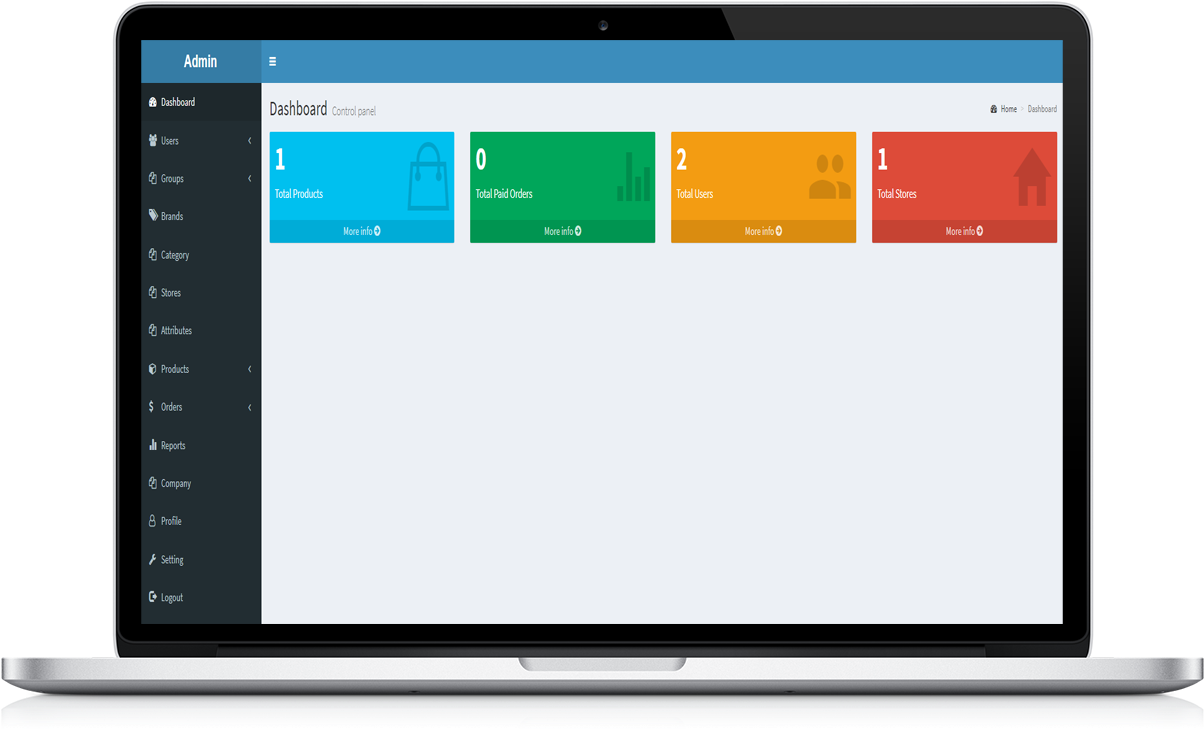 Admin
Dashboard
Users
Groups
Brands
Category
Stores
Attributes
Products
Orders
Reports
Company
Profile
Setting
Logout
Dashboard Control panel
Home > Dashboard
1
Total Products
More info
0
Total Paid Orders
More info
2
Total Users
More info
1
Total Stores
More info